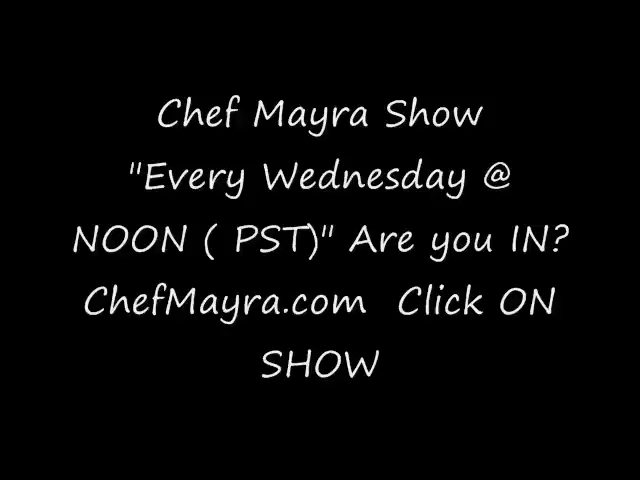 Chef Mayra Show
"Every Wednesday @
NOON ( PST)" Are you IN?
ChefMayra.com  Click ON
SHOW